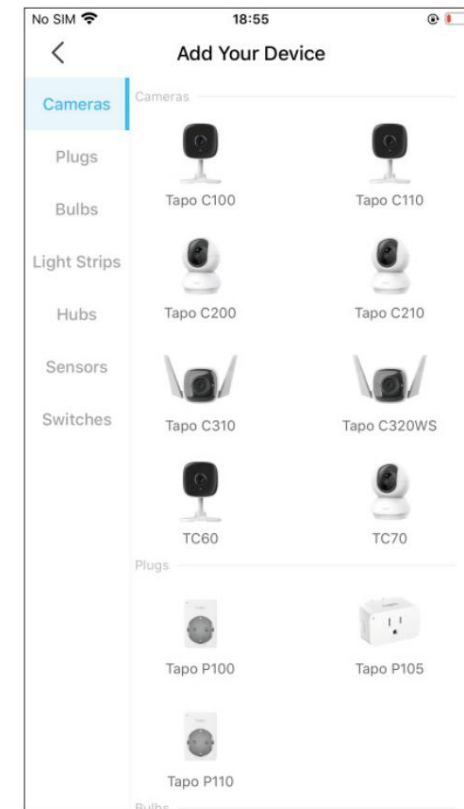 No SIM 18:55
Add Your Device
Cameras
Plugs
Bulbs
Light Strips
Hubs
Sensors
Switches
Cameras
Tapo C100 Tapo C110
Tapo C200 Tapo C210
Tapo C310 Tapo C320WS
TC60 TC70
Plugs
Tapo P100 Tapo P105
Tapo P110
Bulbs